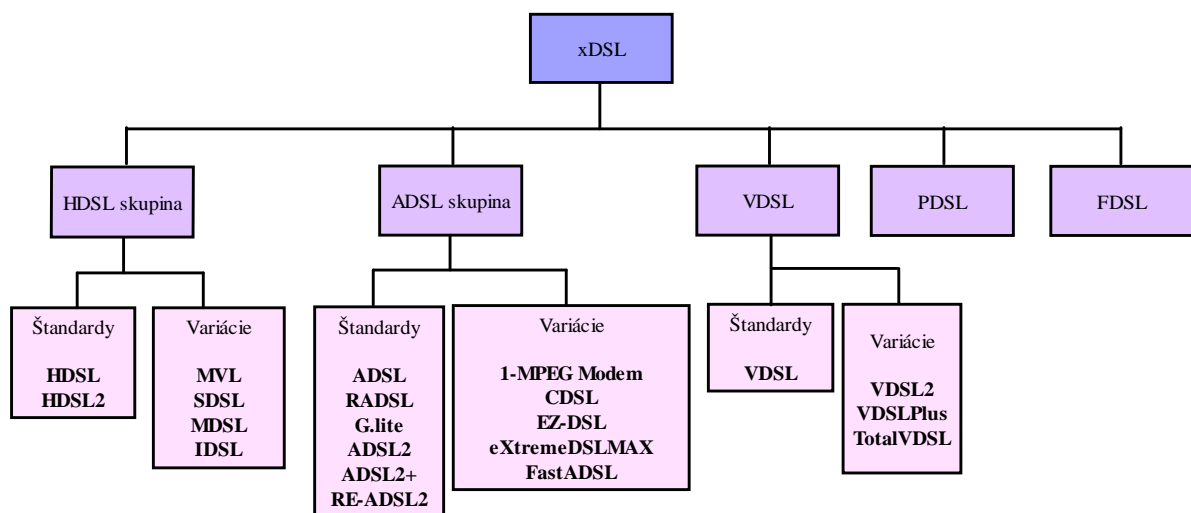 xDSL
HDSL skupina
ADSL skupina
VDSL
PDSL
FDSL
Štandardy
HDSL
HDSL2
Variácie
MVL
SDSL
MDSL
IDSL
Štandardy
ADSL
RADSL
G.lite
ADSL2
ADSL2+
RE-ADSL2
Variácie
1-MPEG Modem
CDSL
EZ-DSL
eXtremeDSLMAX
FastADSL
Štandardy
VDSL
Variácie
VDSL2
VDSLPlus
TotalVDSL